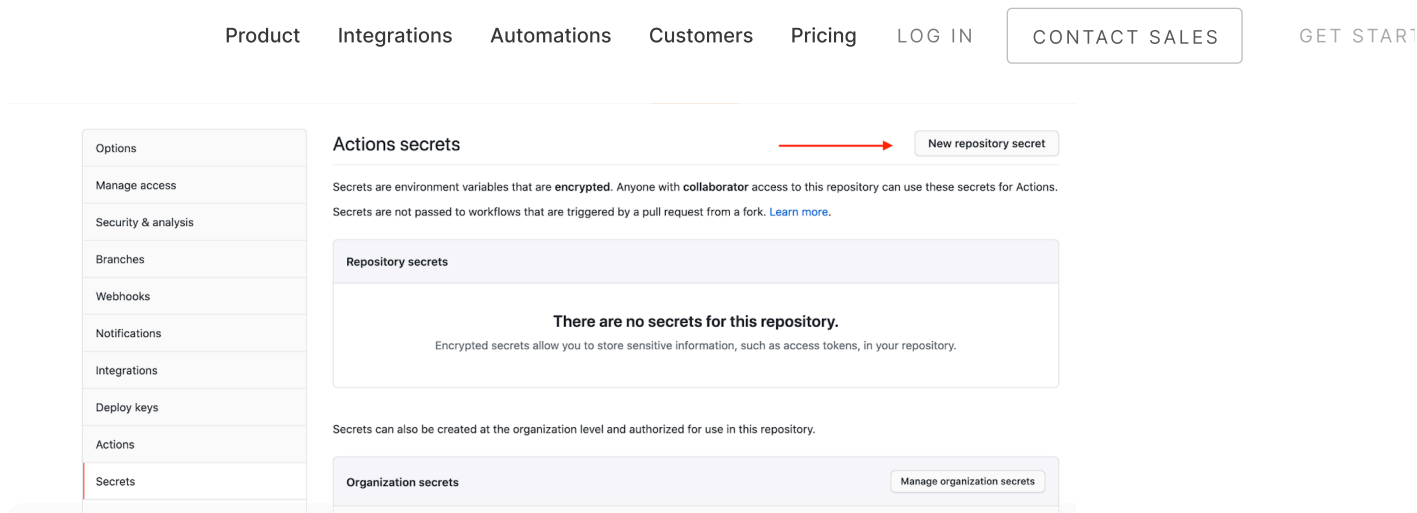 Product Integrations Automations Customers Pricing LOG IN CONTACT SALES GET START
Options
Manage access
Security & analysis
Branches
Webhooks
Notifications
Integrations
Deploy keys
Actions
Secrets
Actions secrets
New repository secret
Secrets are environment variables that are encrypted. Anyone with collaborator access to this repository can use these secrets for Actions.
Secrets are not passed to workflows that are triggered by a pull request from a fork. Learn more.
Repository secrets
There are no secrets for this repository.
Encrypted secrets allow you to store sensitive information, such as access tokens, in your repository.
Secrets can also be created at the organization level and authorized for use in this repository.
Organization secrets
Manage organization secrets